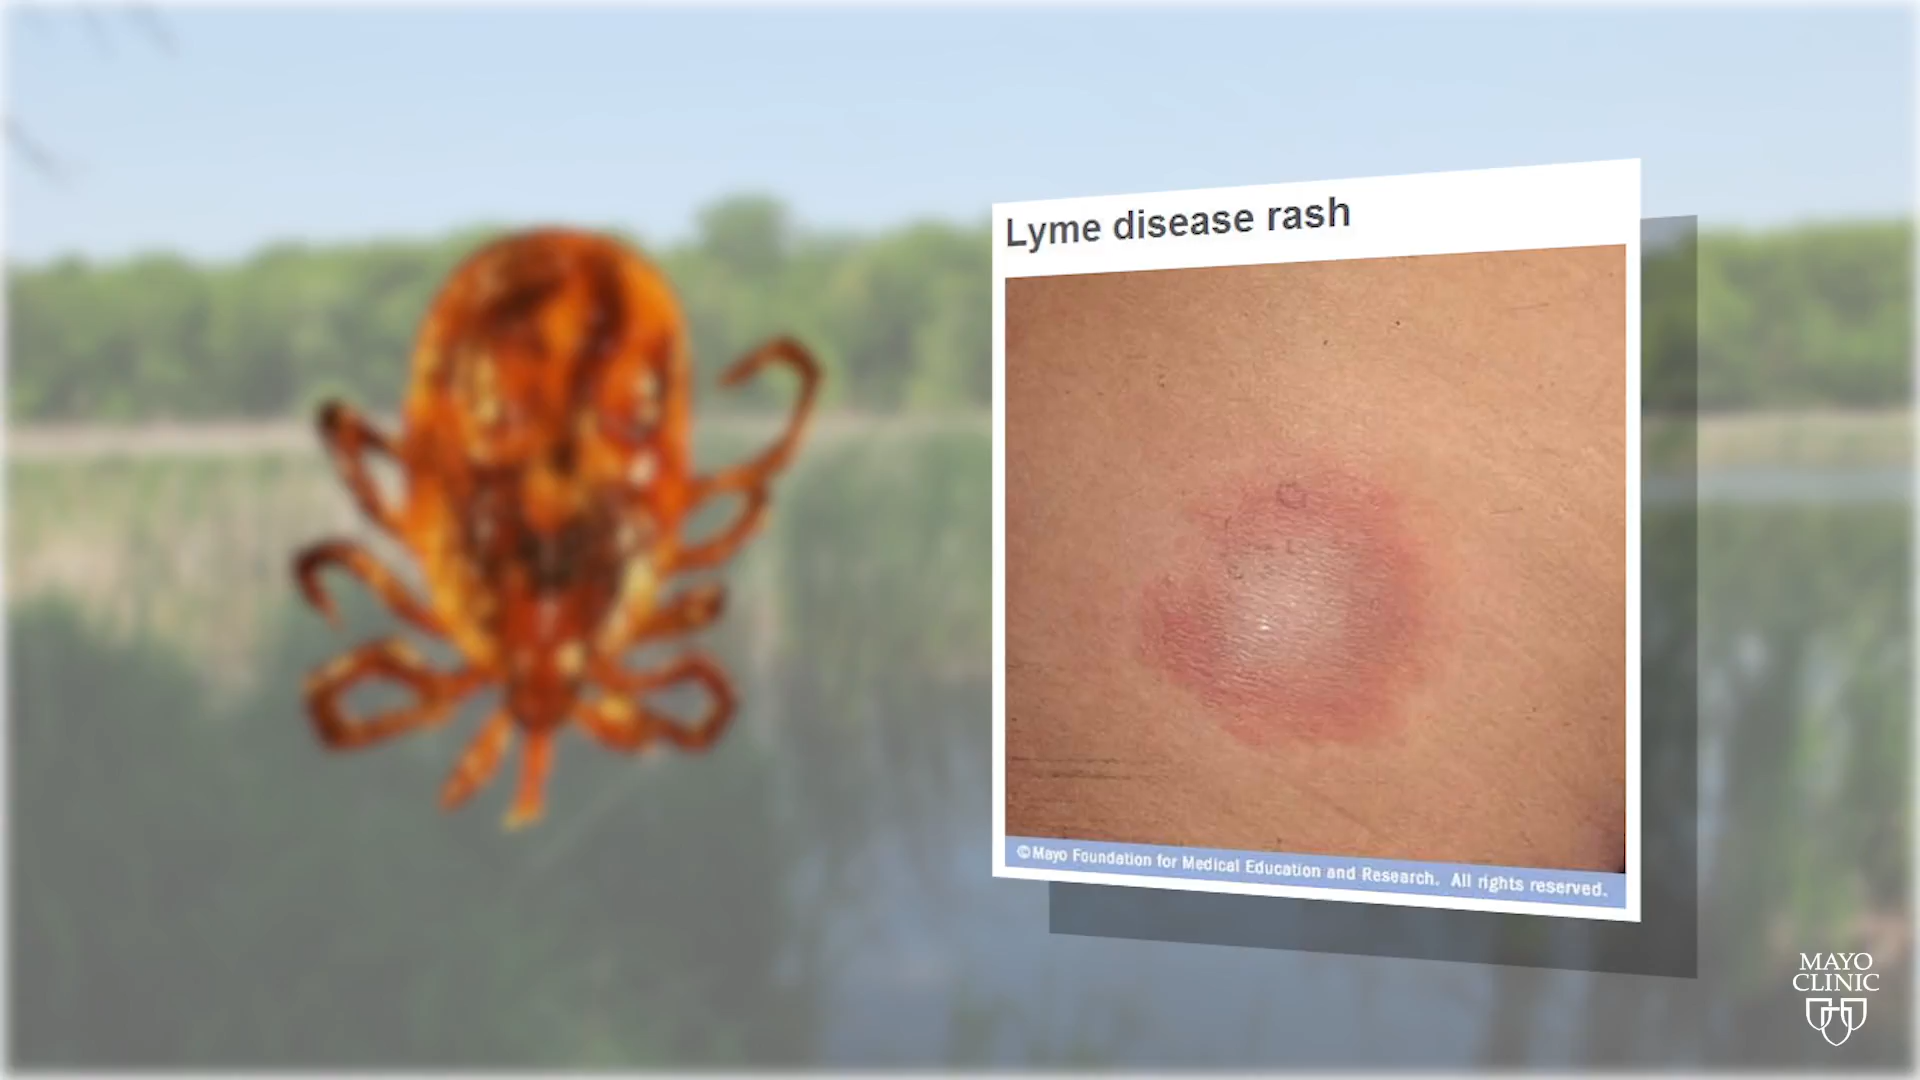 Lyme disease rash
©Mayo Foundation for Medical Education and Research. All rights reserved.
MAYO
CLINIC